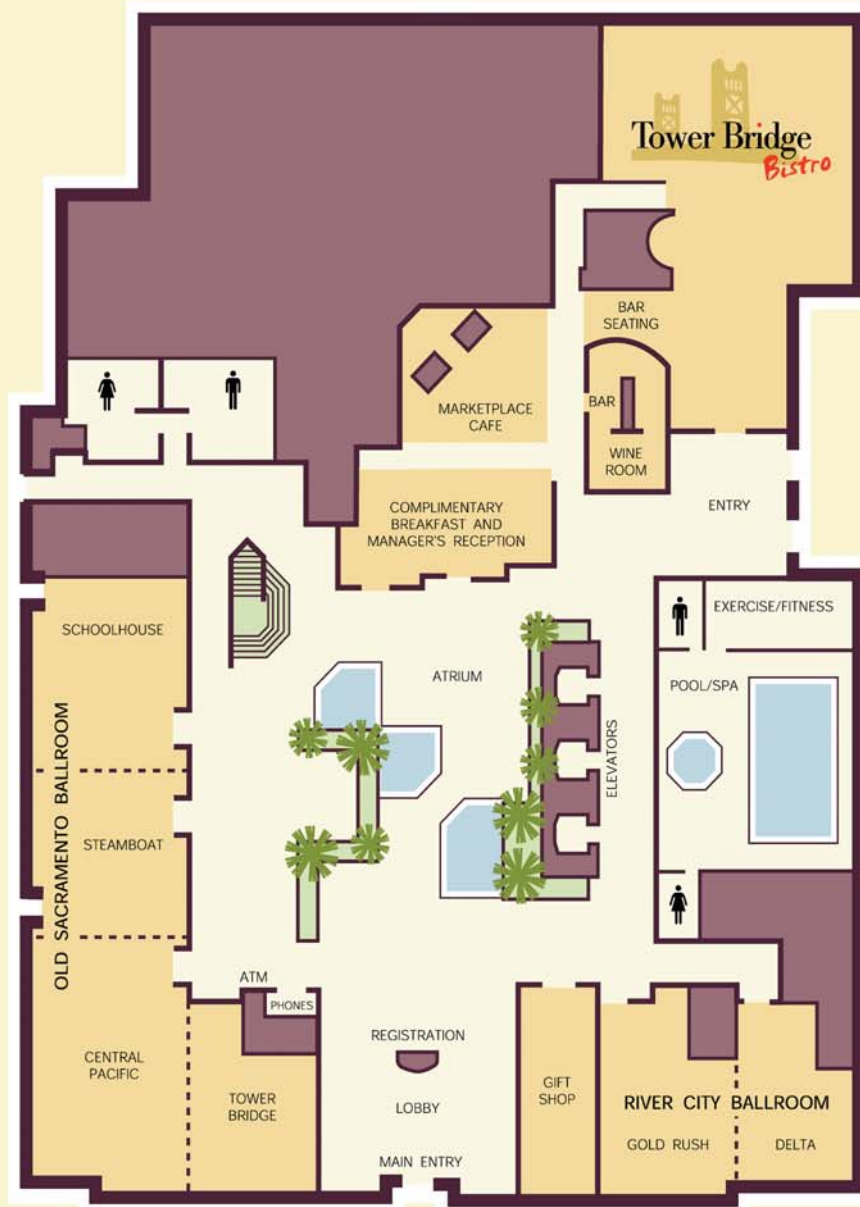 Tower Bridge
Bistro
BAR
SEATING
MARKETPLACE
CAFE
BAR
WINE
ROOM
COMPLIMENTARY
BREAKFAST AND
MANAGER'S RECEPTION
ENTRY
EXERCISE/FITNESS
SCHOOLHOUSE
ATRIUM
POOL/SPA
ELEVATORS
OLD SACRAMENTO BALLROOM
STEAMBOAT
ATM
PHONES
REGISTRATION
CENTRAL
PACIFIC
TOWER
BRIDGE
LOBBY
GIFT
SHOP
RIVER CITY BALLROOM
GOLD RUSH
DELTA
MAIN ENTRY